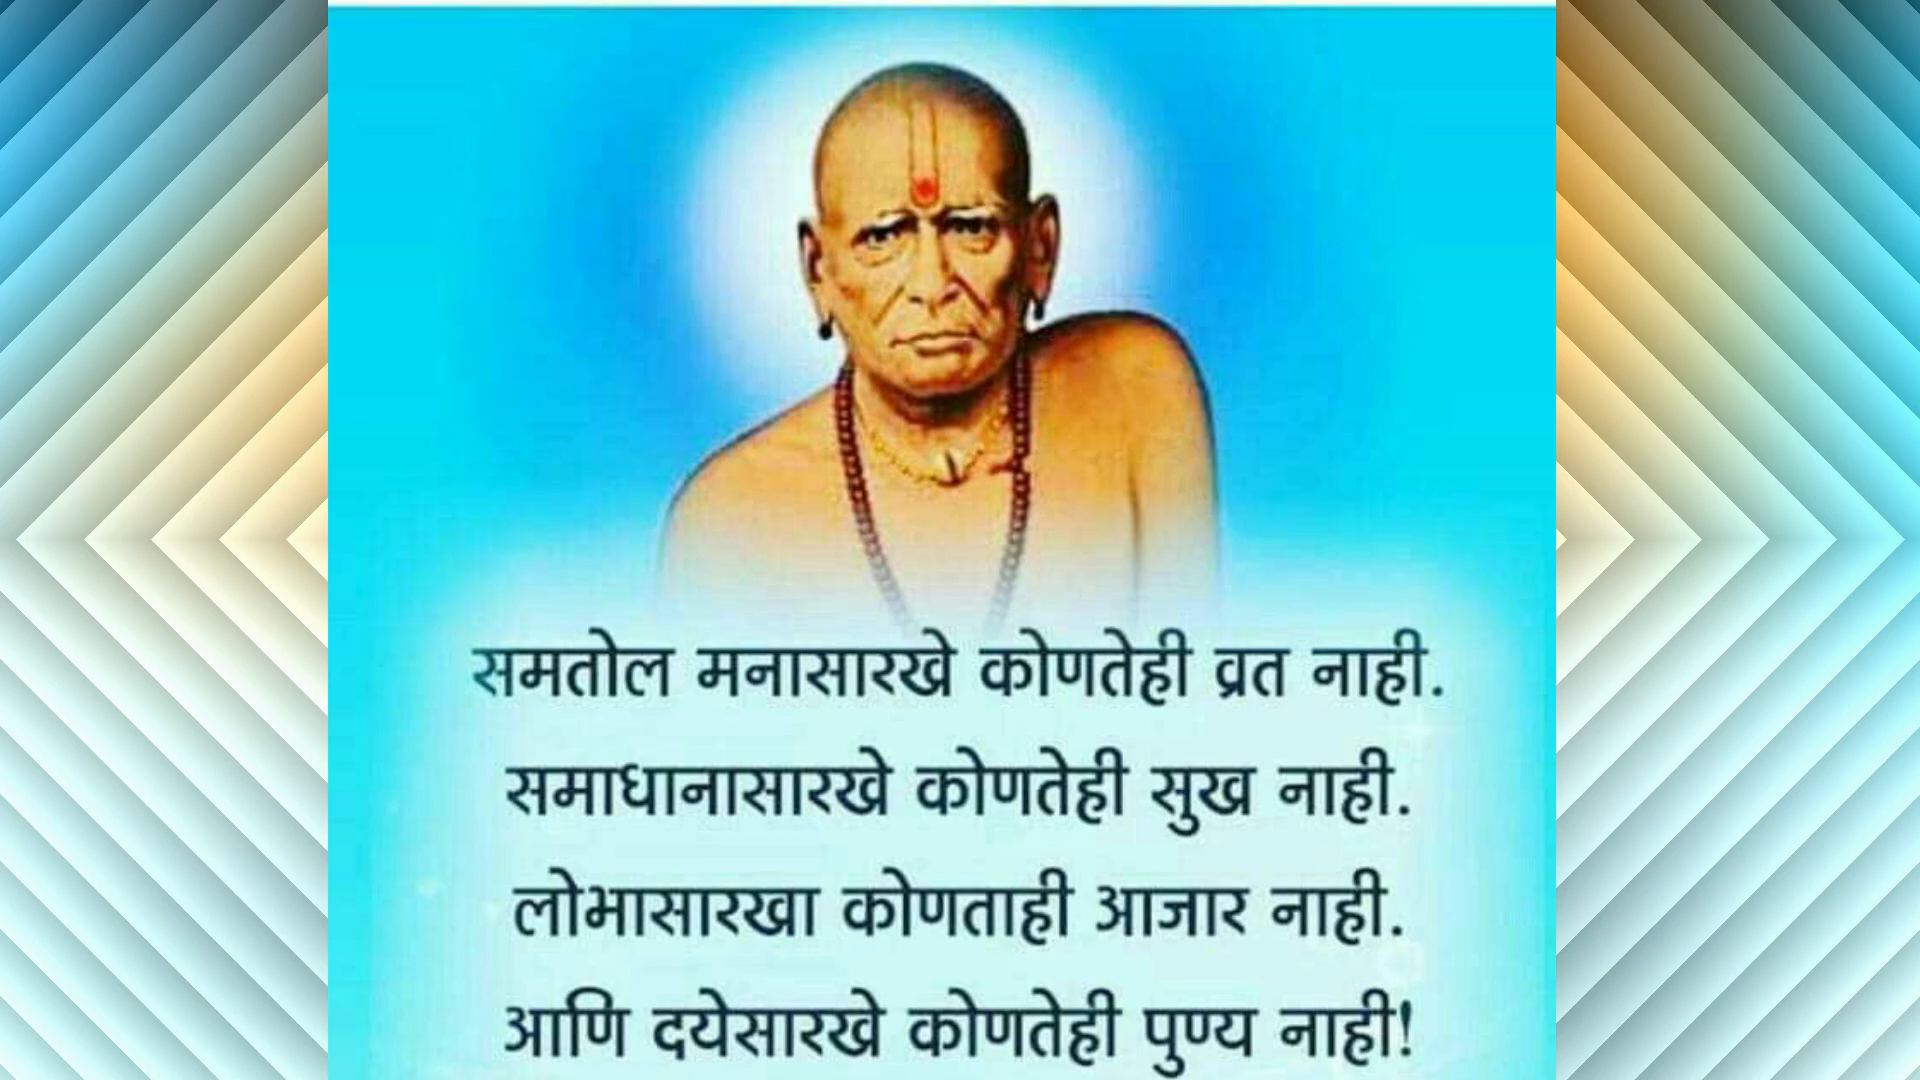 समतोल मनासारखे कोणतेही व्रत नाही.
समाधानासारखे कोणतेही सुख नाही.
लोभासारखा कोणताही आजार नाही.
आणि दयेसारखे कोणतेही पुण्य नाही!